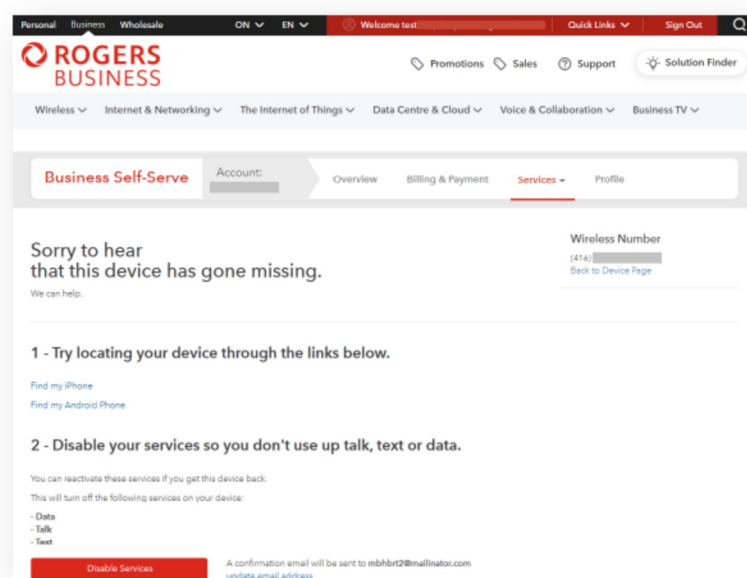 Personal Business Wholesale ON EN Welcome test Quick Links Sign Out
ROGERS
BUSINESS
Promotions Sales Support Solution Finder
Wireless Internet & Networking The Internet of Things Data Centre & Cloud Voice & Collaboration Business TV
Business Self-Serve Account: Overview Billing & Payment Services Profile
Sorry to hear
that this device has gone missing.
We can help.
Wireless Number
(416)
Back to Device Page
1 - Try locating your device through the links below.
Find my iPhone
Find my Android Phone
2 - Disable your services so you don't use up talk, text or data.
You can reactivate these services if you get this device back.
This will turn off the following services on your device:
- Data
- Talk
- Text
Disable Services A confirmation email will be sent to mbhbrt2@mailinator.com
update email address